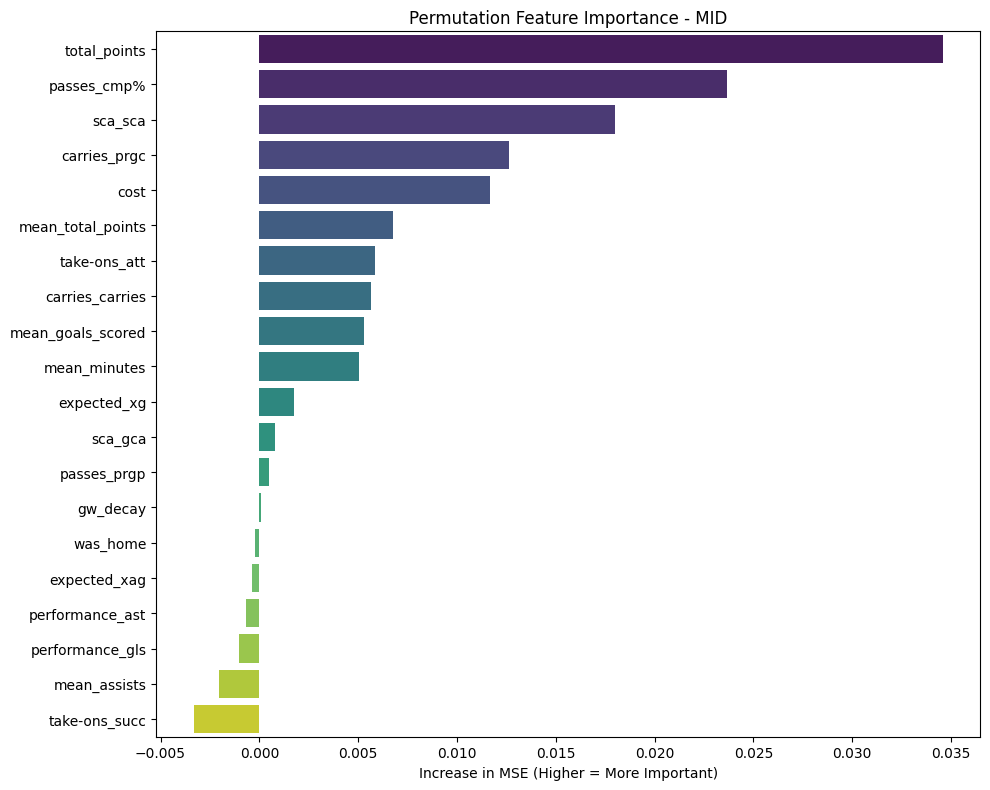 Permutation Feature Importance - MID
total_points
passes_cmp%
sca_sca
carries_prgc
cost
mean_total_points
take-ons_att
carries_carries
mean_goals_scored
mean_minutes
expected_xg
sca_gca
passes_prgp
gw_decay
was_home
expected_xag
performance_ast
performance_gls
mean_assists
take-ons_succ
−0.005 0.000 0.005 0.010 0.015 0.020 0.025 0.030 0.035
Increase in MSE (Higher = More Important)